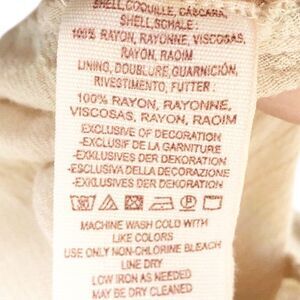 SHELL, COQUILLE, CÁSCARA,
SHELL, SCHALE:
100% RAYON, RAYONNE, VISCOSAS,
RAYON, RAOIM
LINING, DOUBLURE, GUARNICIÓN,
RIVESTIMENTO, FUTTER:
100% RAYON, RAYONNE,
VISCOSAS, RAYON, RAOIM
EXCLUSIVE OF DECORATION
-EXCLUSIF DE LA GARNITURE
-EXKLUSIVES DER DEKORATION
-ESCLUSIVA DELLA DECORAZIONE
-EXKLUSIVES DER DEKORATION
MACHINE WASH COLD WITH
LIKE COLORS
USE ONLY NON-CHLORINE BLEACH
LINE DRY
LOW IRON AS NEEDED
MAY BE DRY CLEANED